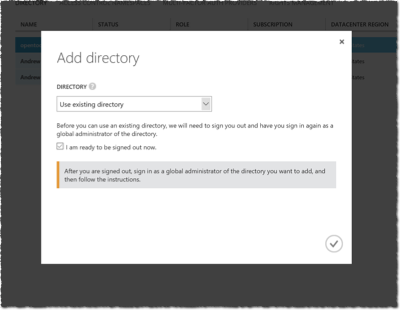 NAME STATUS ROLE SUBSCRIPTION DATACENTER REGION
Andrew
Andrew
×
Add directory
DIRECTORY ?
Use existing directory
Before you can use an existing directory, we will need to sign you out and have you sign in again as a
global administrator of the directory.
I am ready to be signed out now.
After you are signed out, sign in as a global administrator of the directory you want to add, and
then follow the instructions.